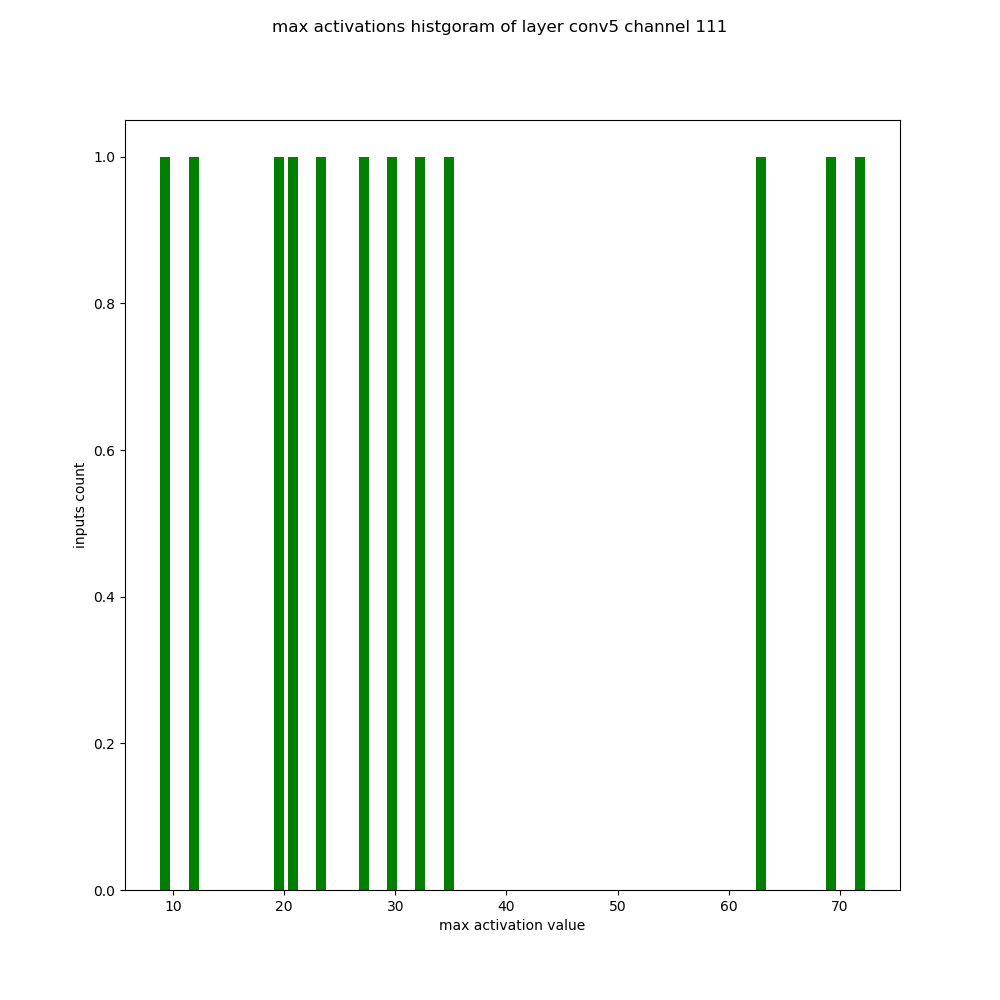 max activations histgoram of layer conv5 channel 111
1.0
0.8
0.6
0.4
0.2
0.0
inputs count
10 20 30 40 50 60 70
max activation value